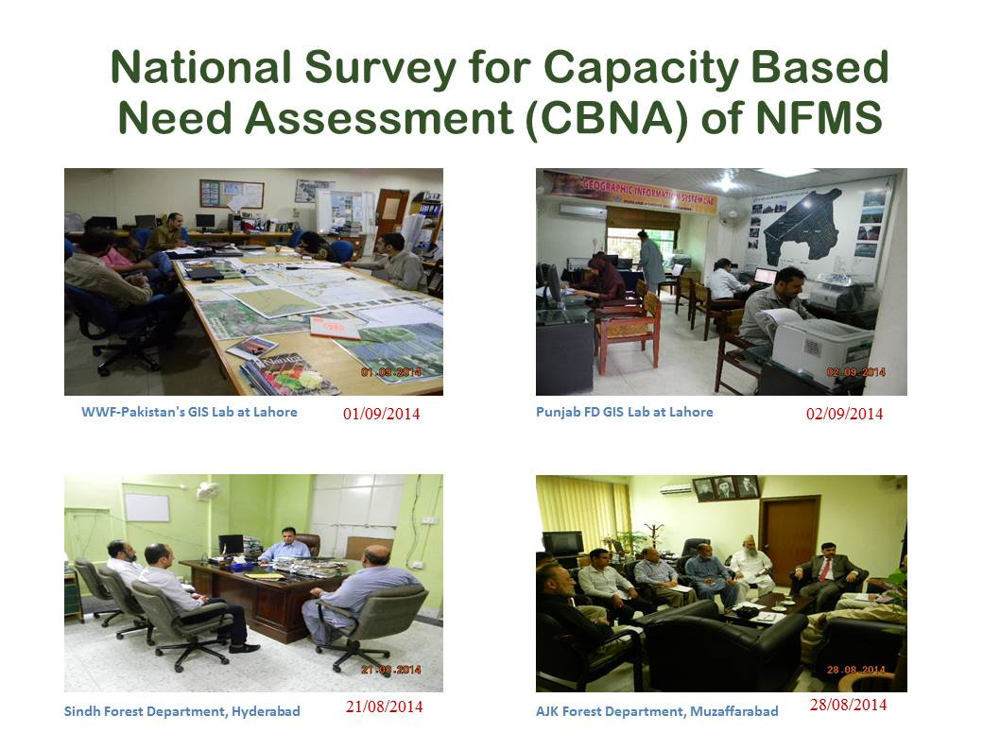 National Survey for Capacity Based
Need Assessment (CBNA) of NFMS
GEOGRAPHIC INFORMATION SYSTEM LAB
Natural
01.09.2014
02.09.2014
WWF-Pakistan's GIS Lab at Lahore 01/09/2014
Punjab FD GIS Lab at Lahore 02/09/2014
21.08.2014
28.08.2014
Sindh Forest Department, Hyderabad 21/08/2014
AJK Forest Department, Muzaffarabad 28/08/2014